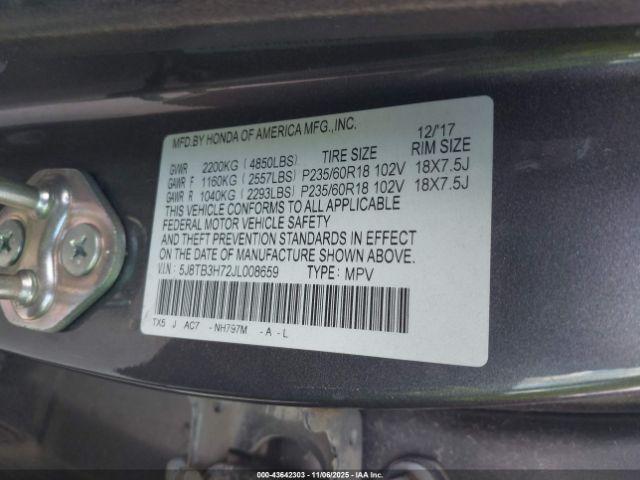 MFD.BY HONDA OF AMERICA MFG.,INC. 12/'17
GVWR 2200KG (4850LBS) TIRE SIZE RIM SIZE
GAWR F 1160KG (2557LBS) P235/60R18 102V 18X7.5J
GAWR R 1040KG (2293LBS) P235/60R18 102V 18X7.5J
THIS VEHICLE CONFORMS TO ALL APPLICABLE
FEDERAL MOTOR VEHICLE SAFETY
AND THEFT PREVENTION STANDARDS IN EFFECT
ON THE DATE OF MANUFACTURE SHOWN ABOVE.
V.I.N: 5J8TB3H72JL008659 TYPE: MPV
TX5 J AC7 -NH797M -A -L
000-43642303 - 11/06/2025 - IAAI.COM